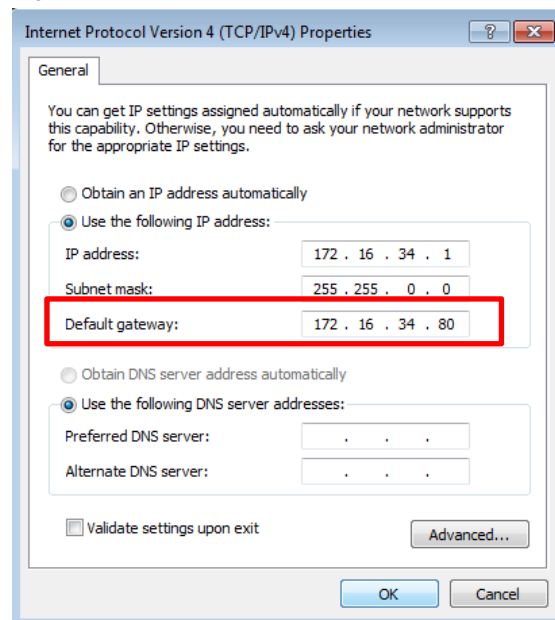 Internet Protocol Version 4 (TCP/IPv4) Properties
General
You can get IP settings assigned automatically if your network supports
this capability. Otherwise, you need to ask your network administrator
for the appropriate IP settings.
Obtain an IP address automatically
Use the following IP address:
IP address: 172 . 16 . 34 . 1
Subnet mask: 255 . 255 . 0 . 0
Default gateway: 172 . 16 . 34 . 80
Obtain DNS server address automatically
Use the following DNS server addresses:
Preferred DNS server: . . .
Alternate DNS server: . . .
Validate settings upon exit
Advanced...
OK Cancel